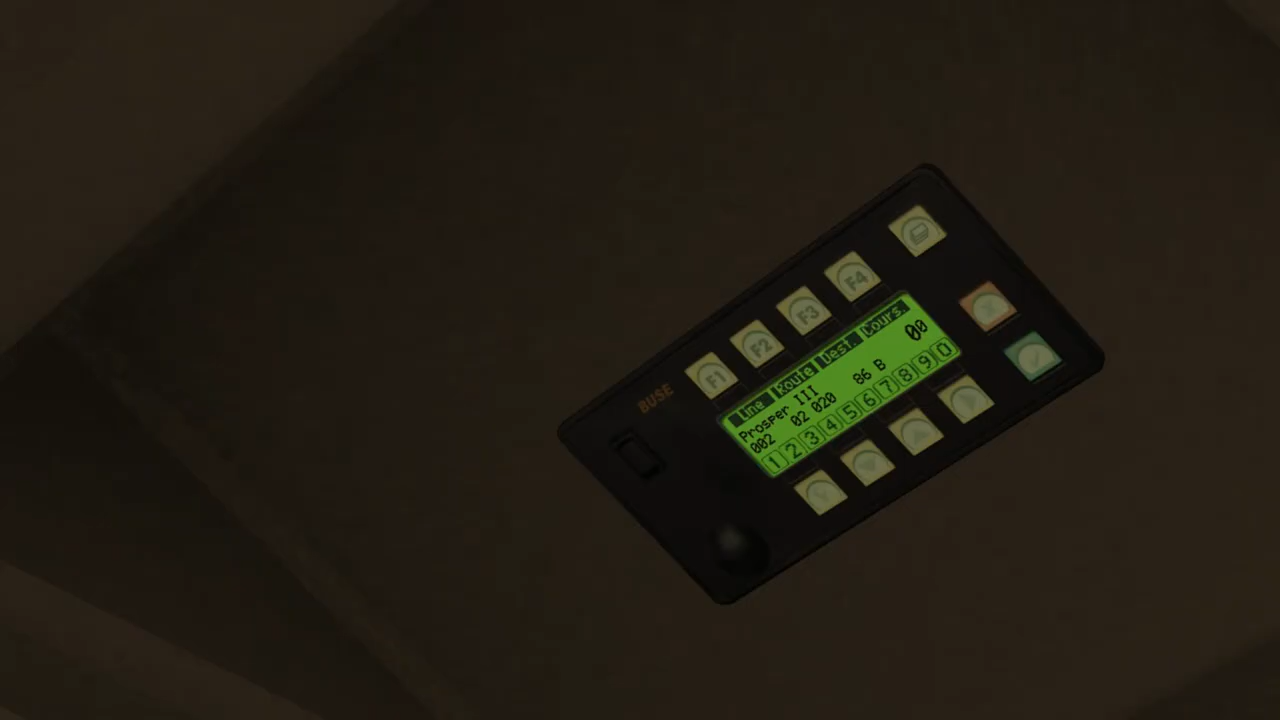 F1 F2 F3 F4
BUSE
Line Route Dest. Cours.
Prosper III 86 B 00
002 02 020
1 2 3 4 5 6 7 8 9 0